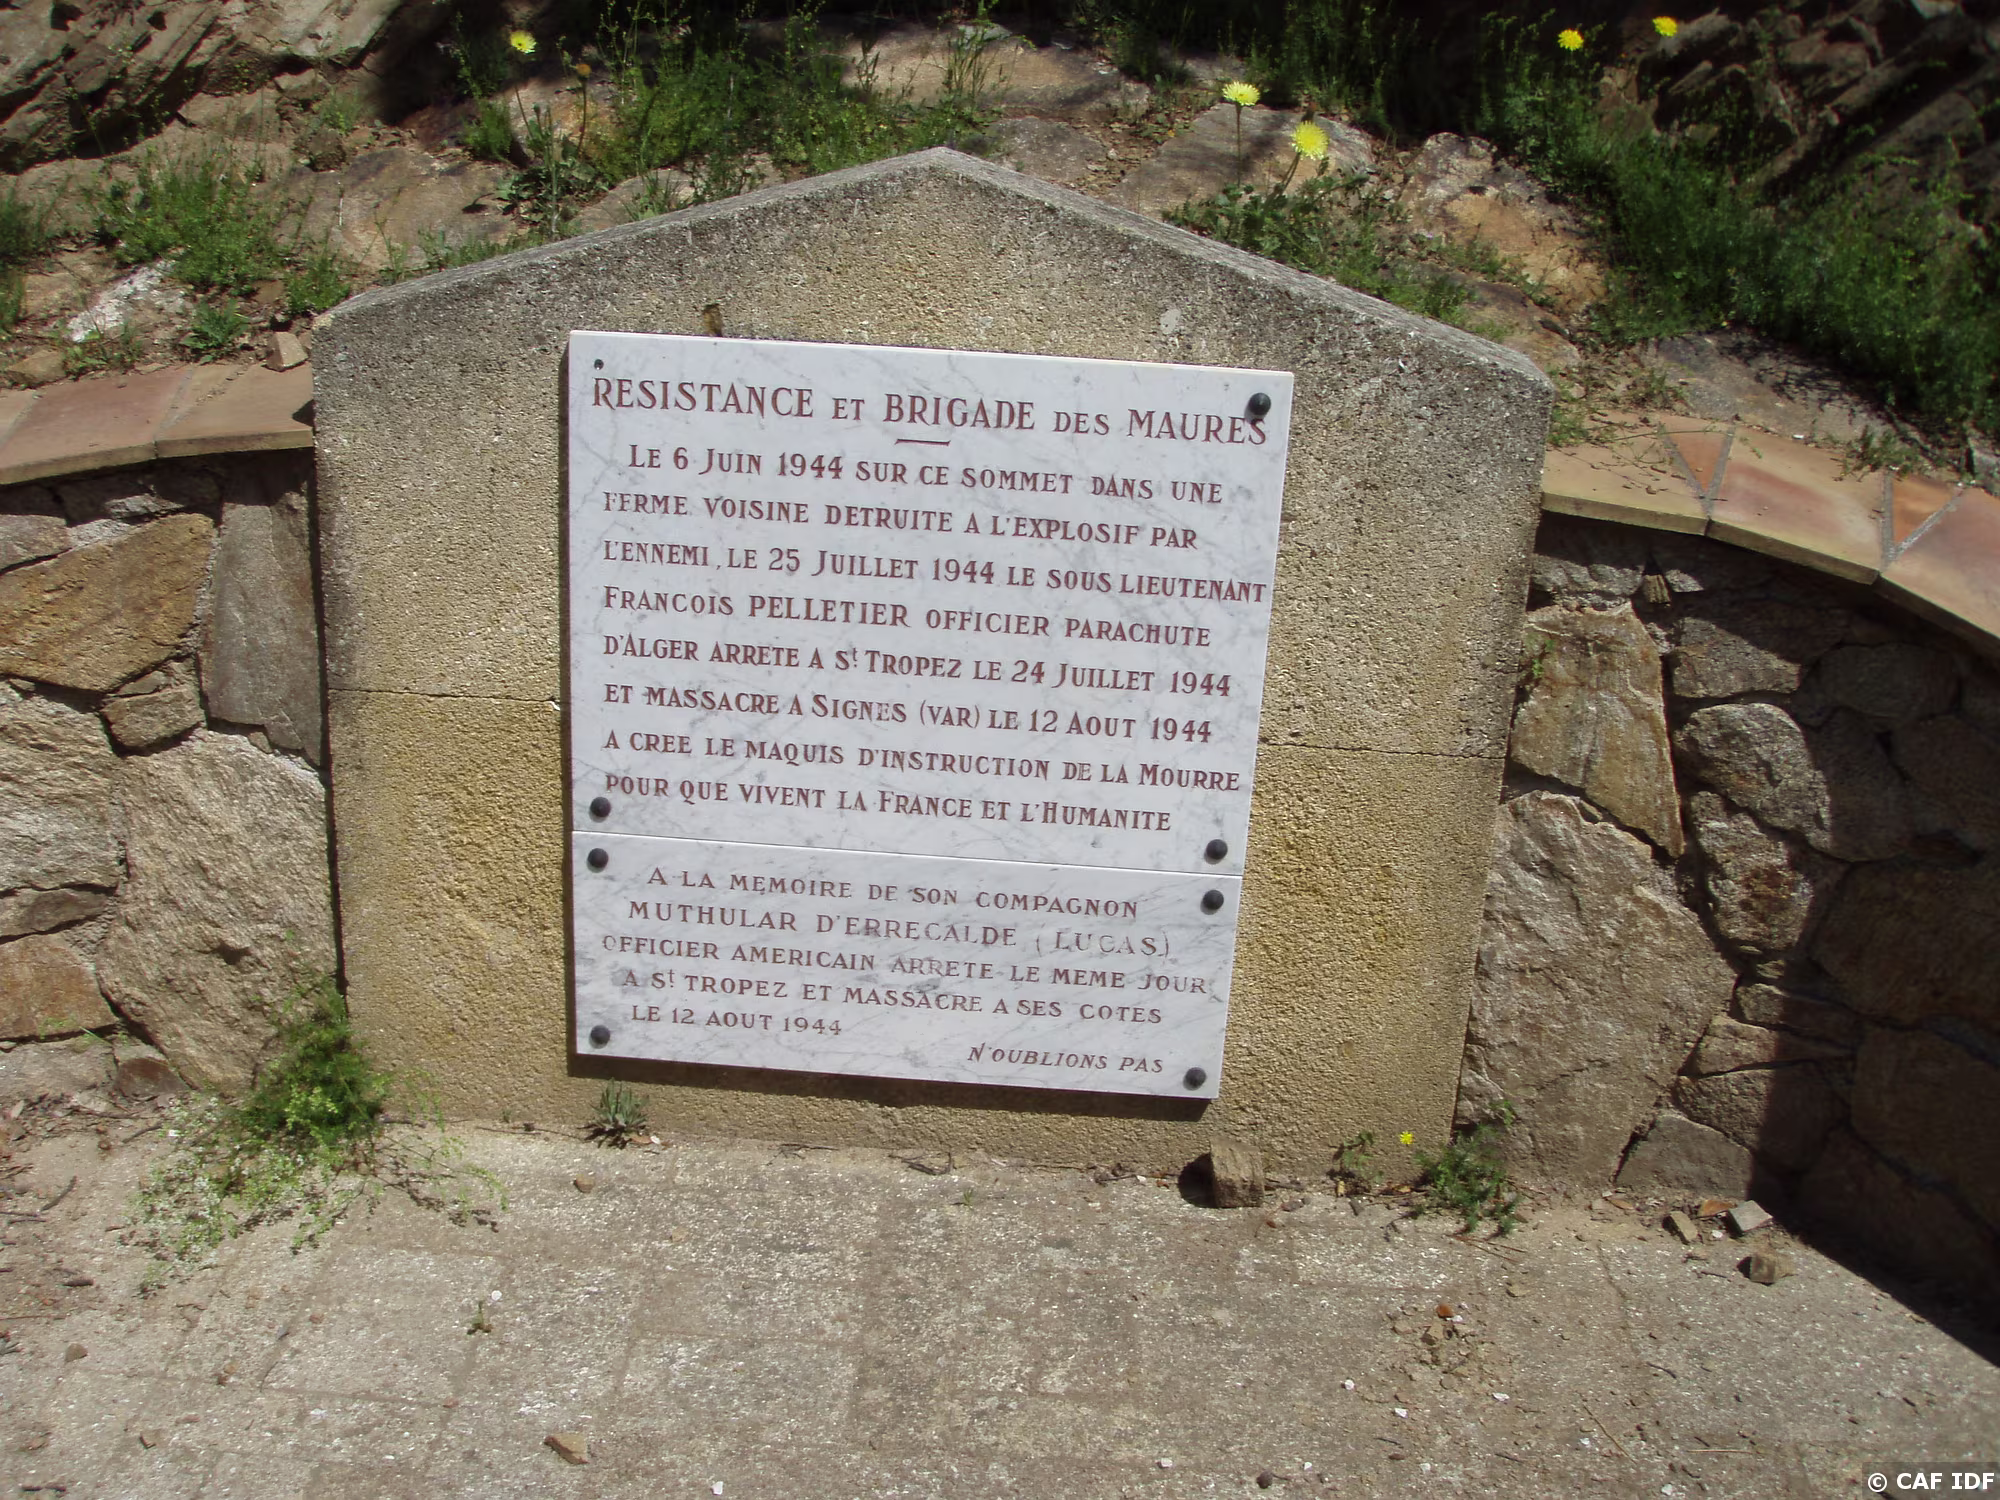 RESISTANCE ET BRIGADE DES MAURES
LE 6 JUIN 1944 SUR CE SOMMET DANS UNE
FERME VOISINE DETRUITE A L'EXPLOSIF PAR
L'ENNEMI, LE 25 JUILLET 1944 LE SOUS LIEUTENANT
FRANCOIS PELLETIER OFFICIER PARACHUTE
D'ALGER ARRETE A St TROPEZ LE 24 JUILLET 1944
ET MASSACRE A SIGNES (VAR) LE 12 AOUT 1944
A CREE LE MAQUIS D'INSTRUCTION DE LA MOURRE
POUR QUE VIVENT LA FRANCE ET L'HUMANITE
A LA MEMOIRE DE SON COMPAGNON
MUTHULAR D'ERRECALDE (LUCAS)
OFFICIER AMERICAIN ARRETE LE MEME JOUR
A St TROPEZ ET MASSACRE A SES COTES
LE 12 AOUT 1944
N'OUBLIONS PAS
© CAF IDF